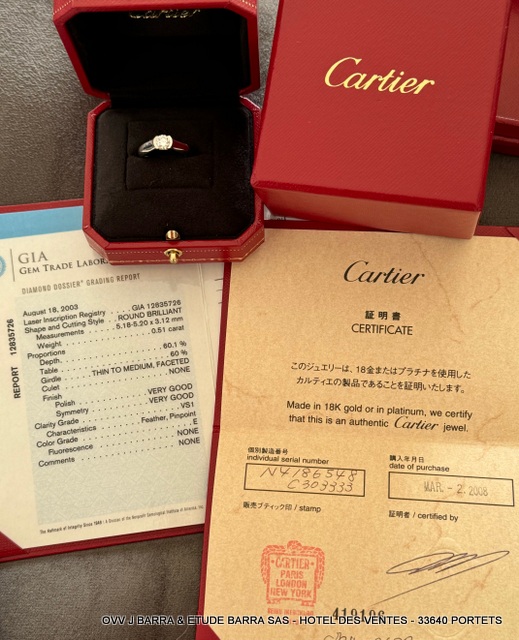 Cartier
Cartier
GIA
GEM TRADE LABOR
DIAMOND DOSSIER® GRADING REPORT
REPORT 12835726
August 18, 2003
Laser Inscription Registry GIA 12835726
Shape and Cutting Style ROUND BRILLIANT
Measurements 5.18-5.20 x 3.12 mm
Weight 0.51 carat
Proportions
Depth 60.1 %
Table 60 %
Girdle THIN TO MEDIUM, FACETED
Culet NONE
Finish
Polish VERY GOOD
Symmetry VERY GOOD
Clarity Grade VS1
Characteristics Feather, Pinpoint
Color Grade E
Fluorescence NONE
Comments NONE
Cartier
証明書
CERTIFICATE
このジュエリーは、18金またはプラチナを使用した
カルティエの製品であることを証明いたします。
Made in 18K gold or in platinum, we certify
that this is an authentic Cartier jewel.
個別製造番号
individual serial number
N4186548
C303333
購入年月日
date of purchase
MAR. - 2. 2008
販売ブティック印 / stamp
証明者 / certified by
CARTIER
PARIS
LONDON
NEW YORK
OVV J BARRA & ETUDE BARRA SAS - HOTEL DES VENTES - 33640 PORTETS